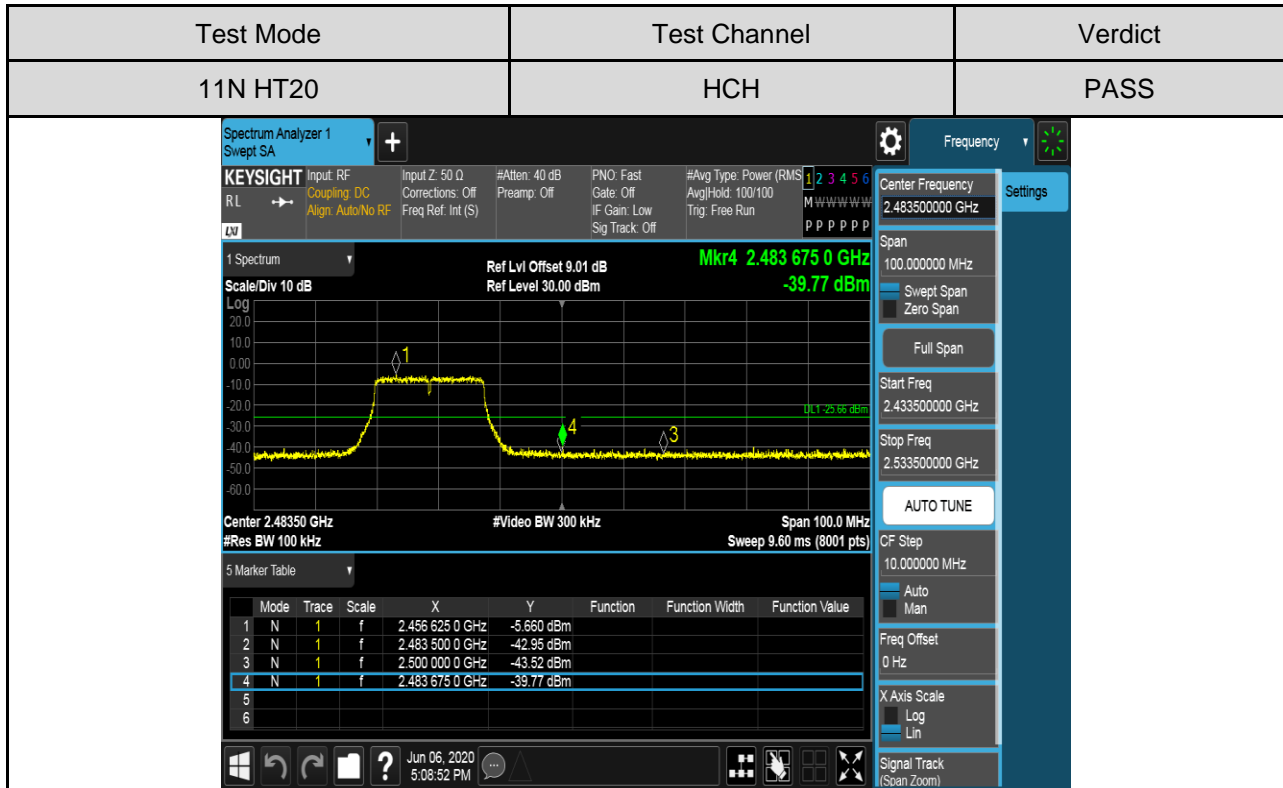 Test Mode Test Channel Verdict
11N HT20 HCH PASS
Spectrum Analyzer 1
Swept SA
+
Frequency
KEYSIGHT
RL
LXI
Input: RF
Coupling: DC
Align: Auto/No RF
Input Z: 50 Ω
Corrections: Off
Freq Ref: Int (S)
#Atten: 40 dB
Preamp: Off
PNO: Fast
Gate: Off
IF Gain: Low
Sig Track: Off
#Avg Type: Power (RMS
Avg|Hold: 100/100
Trig: Free Run
1 2 3 4 5 6
M W W W W W
P P P P P P
1 Spectrum
Scale/Div 10 dB
Ref Lvl Offset 9.01 dB
Ref Level 30.00 dBm
Mkr4 2.483 675 0 GHz
-39.77 dBm
Log
20.0
10.0
0.00
-10.0
-20.0
-30.0
-40.0
-50.0
-60.0
1
4
3
DL1 -25.66 dBm
Center 2.48350 GHz #Video BW 300 kHz Span 100.0 MHz
#Res BW 100 kHz Sweep 9.60 ms (8001 pts)
5 Marker Table
Mode Trace Scale X Y Function Function Width Function Value
1 N 1 f 2.456 625 0 GHz -5.660 dBm
2 N 1 f 2.483 500 0 GHz -42.95 dBm
3 N 1 f 2.500 000 0 GHz -43.52 dBm
4 N 1 f 2.483 675 0 GHz -39.77 dBm
5
6
?
Jun 06, 2020
5:08:52 PM
Center Frequency
2.483500000 GHz
Settings
Span
100.000000 MHz
Swept Span
Zero Span
Full Span
Start Freq
2.433500000 GHz
Stop Freq
2.533500000 GHz
AUTO TUNE
CF Step
10.000000 MHz
Auto
Man
Freq Offset
0 Hz
X Axis Scale
Log
Lin
Signal Track
(Span Zoom)